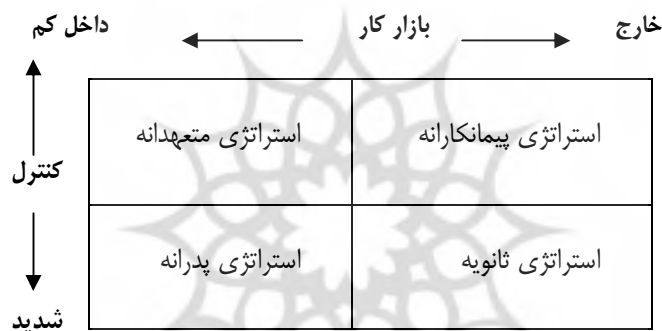 خارج بازار کار داخل کم
استراتژی پیمانکارانه استراتژی متعهدانه
کنترل
استراتژی ثانویه استراتژی پدرانه
شدید